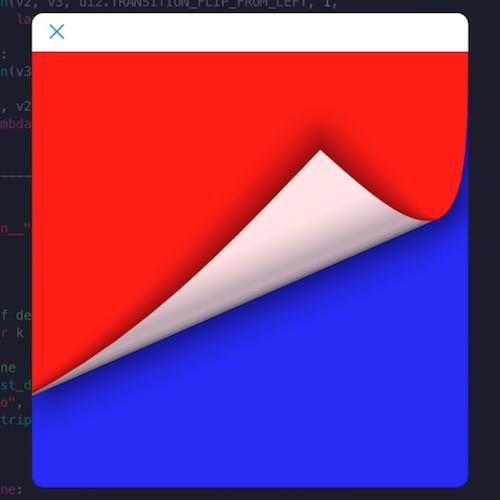 n(v2, v3, ui2.TRANSITION_FLIP_FROM_LEFT, 1,
la
:
n(v3
, v2
mbda
n__"
f de
r k
ne
st_d
o",
trip
ne: